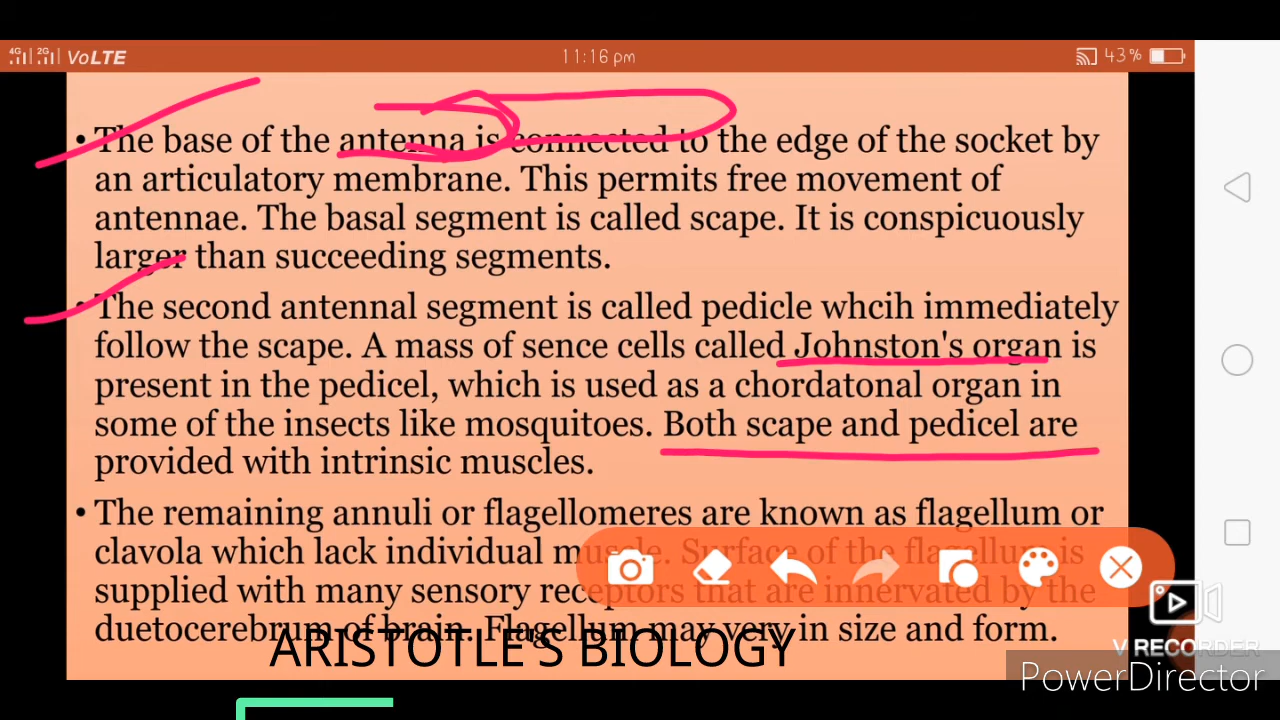 4G 2G VoLTE 11:16 pm 43%
• The base of the antenna is connected to the edge of the socket by
an articulatory membrane. This permits free movement of
antennae. The basal segment is called scape. It is conspicuously
larger than succeeding segments.
• The second antennal segment is called pedicle whcih immediately
follow the scape. A mass of sence cells called Johnston's organ is
present in the pedicel, which is used as a chordatonal organ in
some of the insects like mosquitoes. Both scape and pedicel are
provided with intrinsic muscles.
• The remaining annuli or flagellomeres are known as flagellum or
clavola which lack individual muscle. Surface of the flagellum is
supplied with many sensory receptors that are innervated by the
duetocerebrum of brain. Flagellum may very in size and form.
ARISTOTLE'S BIOLOGY
V RECORDER
PowerDirector